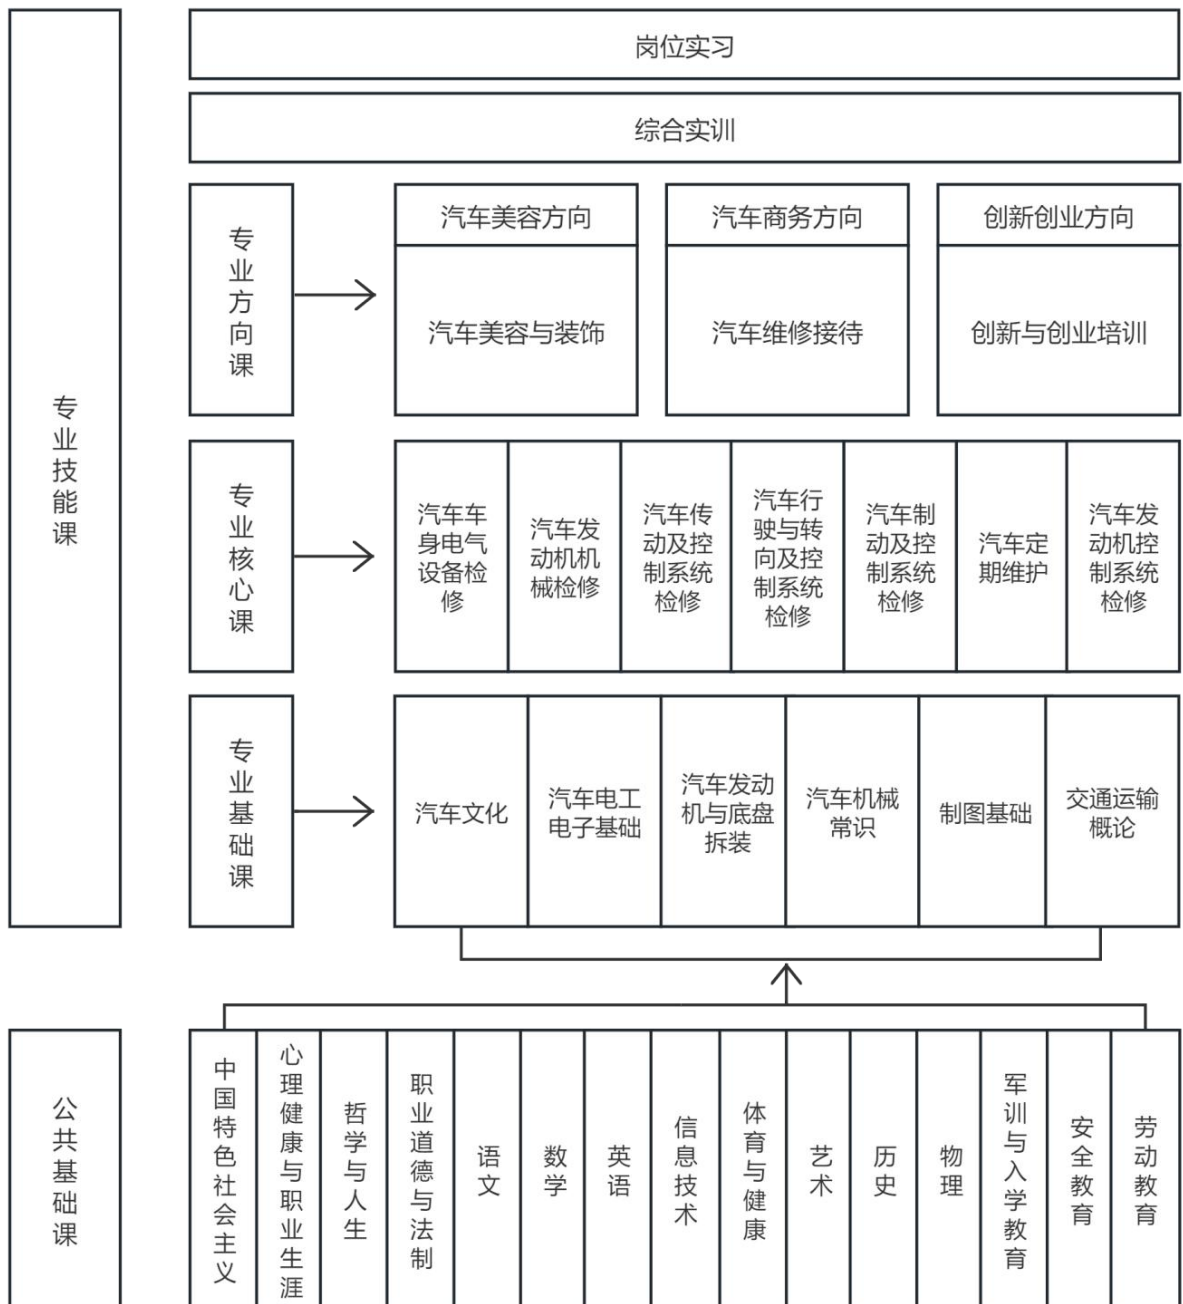 岗位实习
综合实训
专业技能课
专业方向课
汽车美容方向
汽车美容与装饰
汽车商务方向
汽车维修接待
创新创业方向
创新与创业培训
专业核心课
汽车车
身电气
设备检
修
汽车发
动机机
械检修
汽车传
动及控
制系统
检修
汽车行
驶与转
向及控
制系统
检修
汽车制
动及控
制系统
检修
汽车定
期维护
汽车发
动机控
制系统
检修
专业基础课
汽车文化
汽车电工
电子基础
汽车发动
机与底盘
拆装
汽车机械
常识
制图基础
交通运输
概论
公共基础课
中国特色社会主义
心理健康与职业生涯
哲学与人生
职业道德与法制
语文
数学
英语
信息技术
体育与健康
艺术
历史
物理
军训与入学教育
安全教育
劳动教育